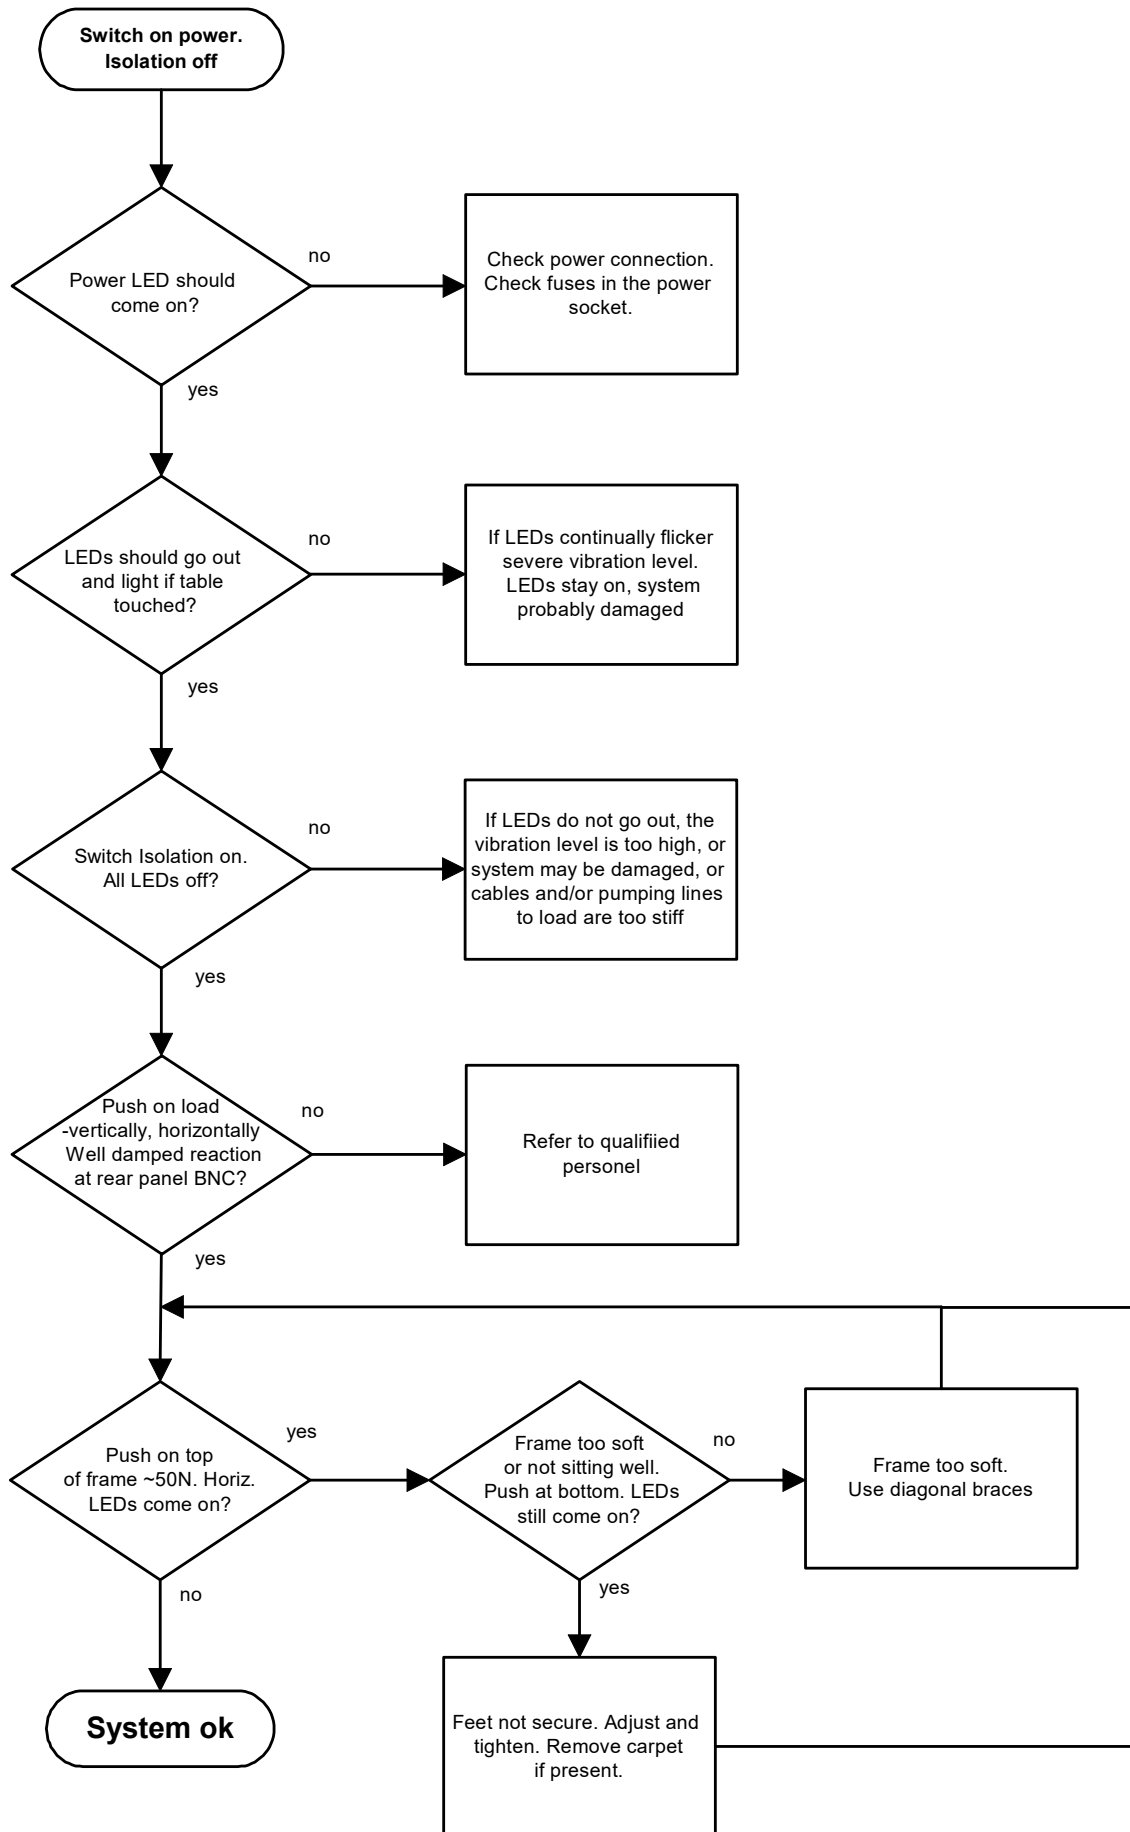 Switch on power.
Isolation off
Power LED should
come on?
no
Check power connection.
Check fuses in the power
socket.
yes
LEDs should go out
and light if table
touched?
no
If LEDs continually flicker
severe vibration level.
LEDs stay on, system
probably damaged
yes
Switch Isolation on.
All LEDs off?
no
If LEDs do not go out, the
vibration level is too high, or
system may be damaged, or
cables and/or pumping lines
to load are too stiff
yes
Push on load
-vertically, horizontally
Well damped reaction
at rear panel BNC?
no
Refer to qualifiied
personel
yes
Push on top
of frame ~50N. Horiz.
LEDs come on?
yes
Frame too soft
or not sitting well.
Push at bottom. LEDs
still come on?
no
Frame too soft.
Use diagonal braces
no
yes
System ok
Feet not secure. Adjust and
tighten. Remove carpet
if present.